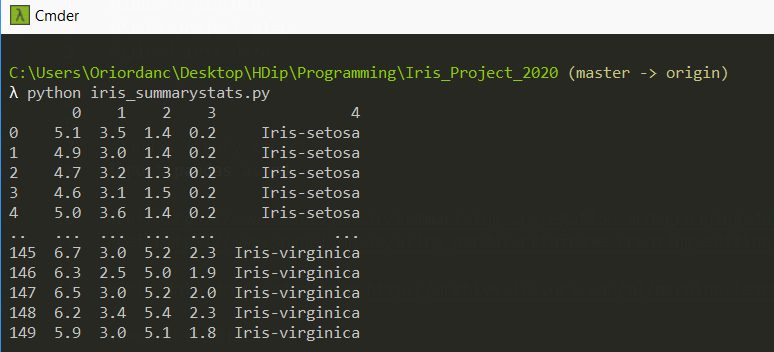 λ Cmder
C:\Users\Oriordanc\Desktop\HDip\Programming\Iris_Project_2020 (master -> origin)
λ python iris_summarystats.py
       0    1    2    3               4
0    5.1  3.5  1.4  0.2     Iris-setosa
1    4.9  3.0  1.4  0.2     Iris-setosa
2    4.7  3.2  1.3  0.2     Iris-setosa
3    4.6  3.1  1.5  0.2     Iris-setosa
4    5.0  3.6  1.4  0.2     Iris-setosa
..   ...  ...  ...  ...             ...
145  6.7  3.0  5.2  2.3  Iris-virginica
146  6.3  2.5  5.0  1.9  Iris-virginica
147  6.5  3.0  5.2  2.0  Iris-virginica
148  6.2  3.4  5.4  2.3  Iris-virginica
149  5.9  3.0  5.1  1.8  Iris-virginica